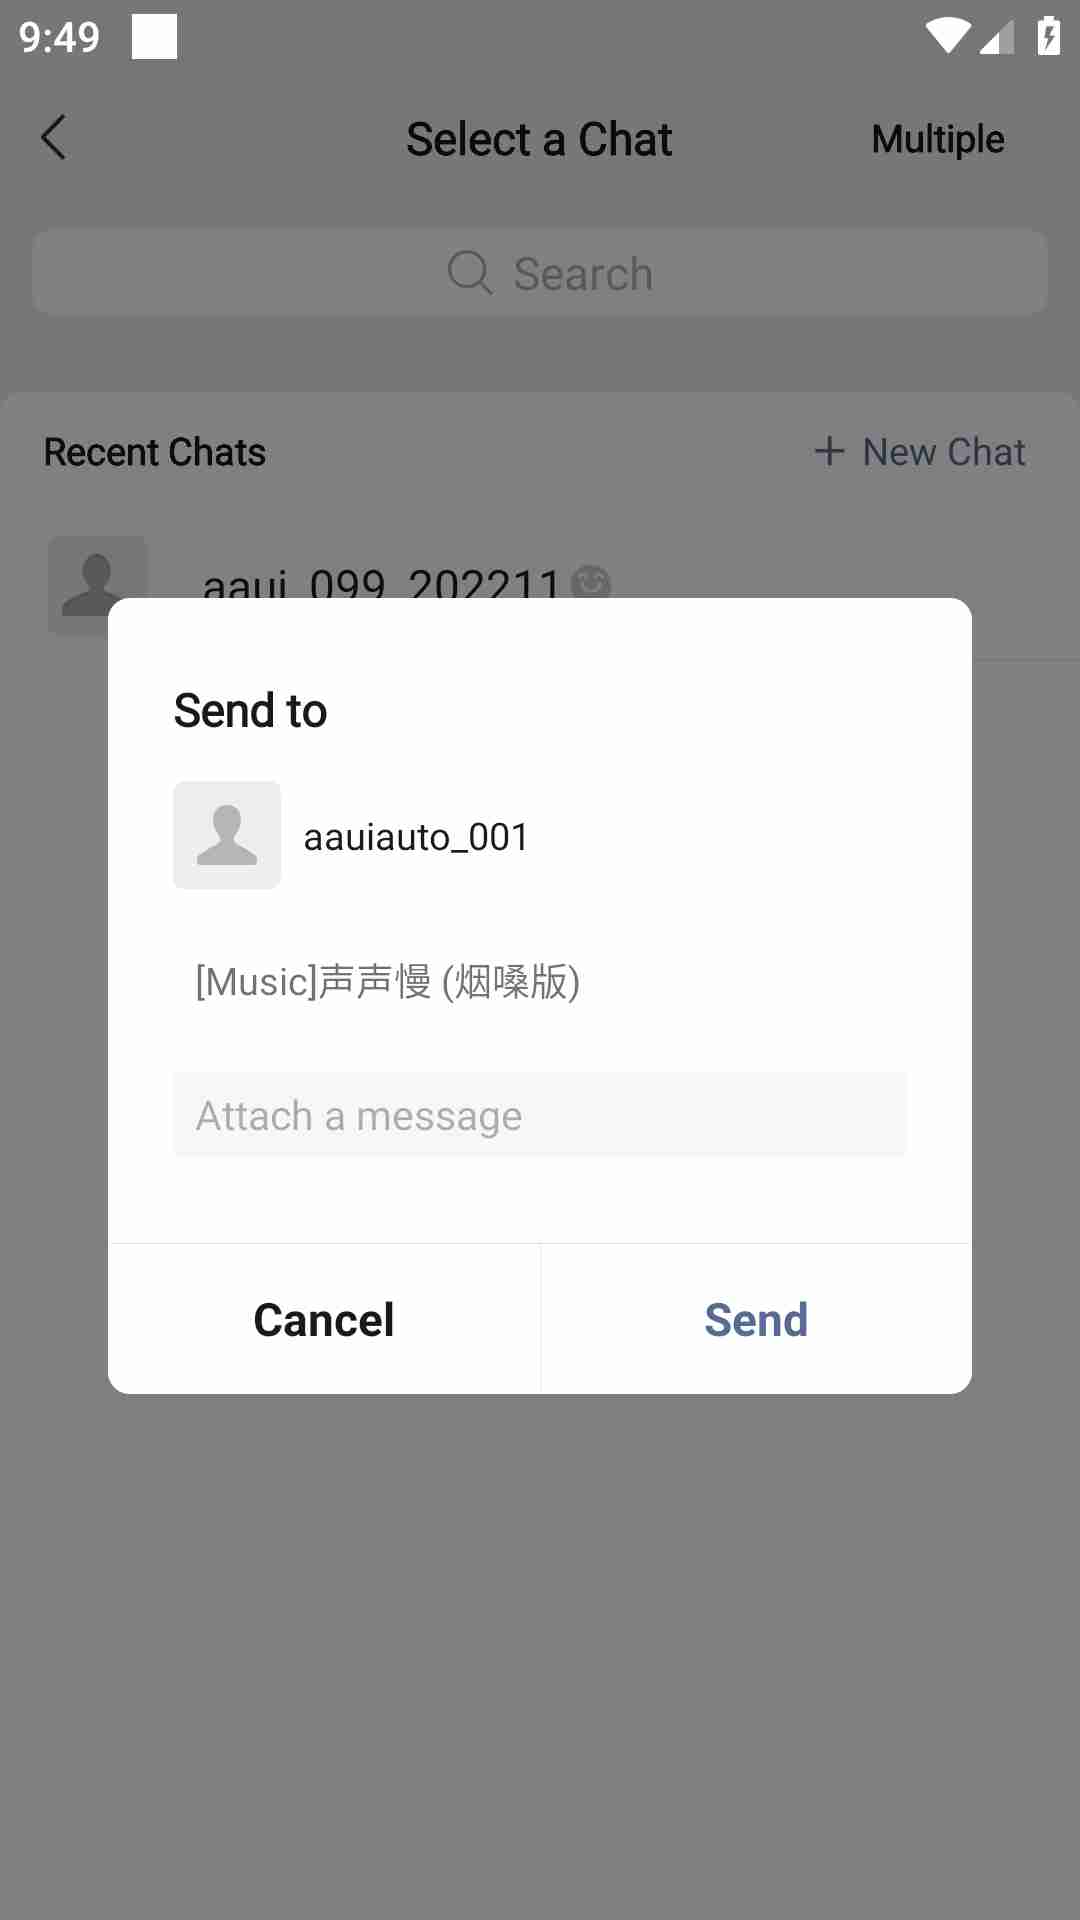 9:49
Select a Chat
Multiple
Search
Recent Chats
+ New Chat
aaui_099_202211
Send to
aauiauto_001
[Music]声声慢 (烟嗓版)
Attach a message
Cancel
Send